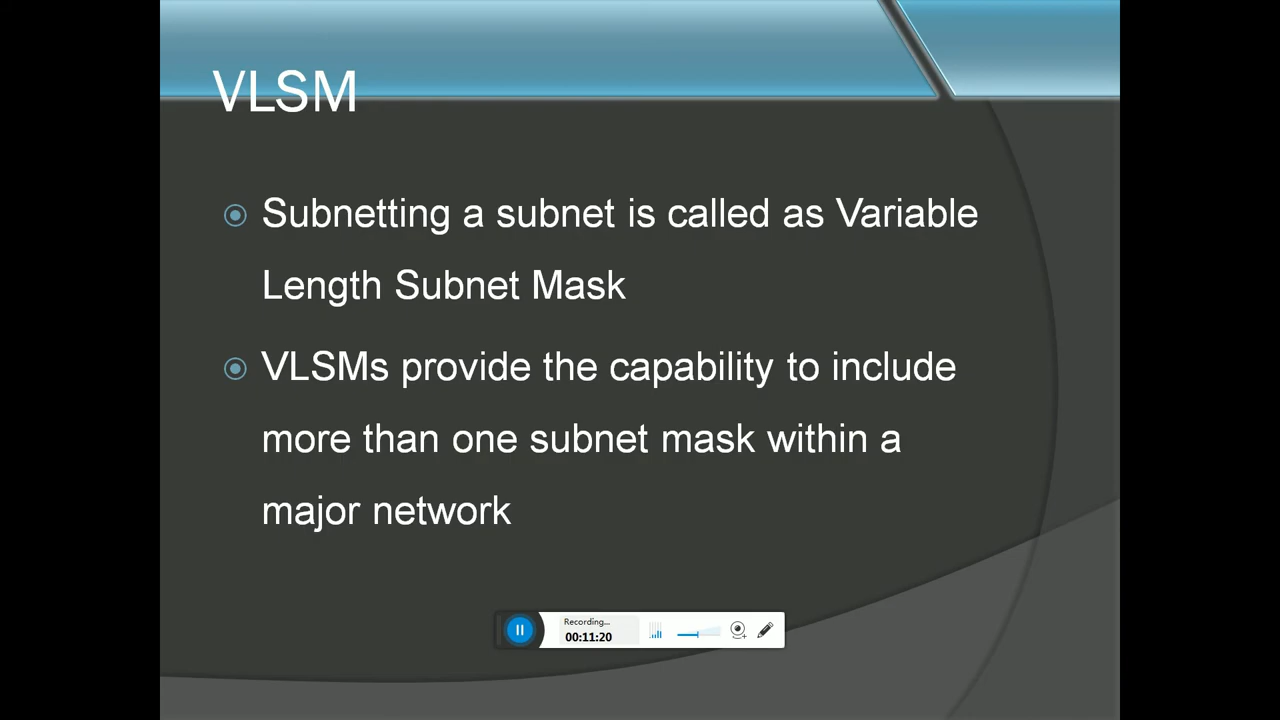 VLSM
Subnetting a subnet is called as Variable
Length Subnet Mask
VLSMs provide the capability to include
more than one subnet mask within a
major network
Recording...
00:11:20